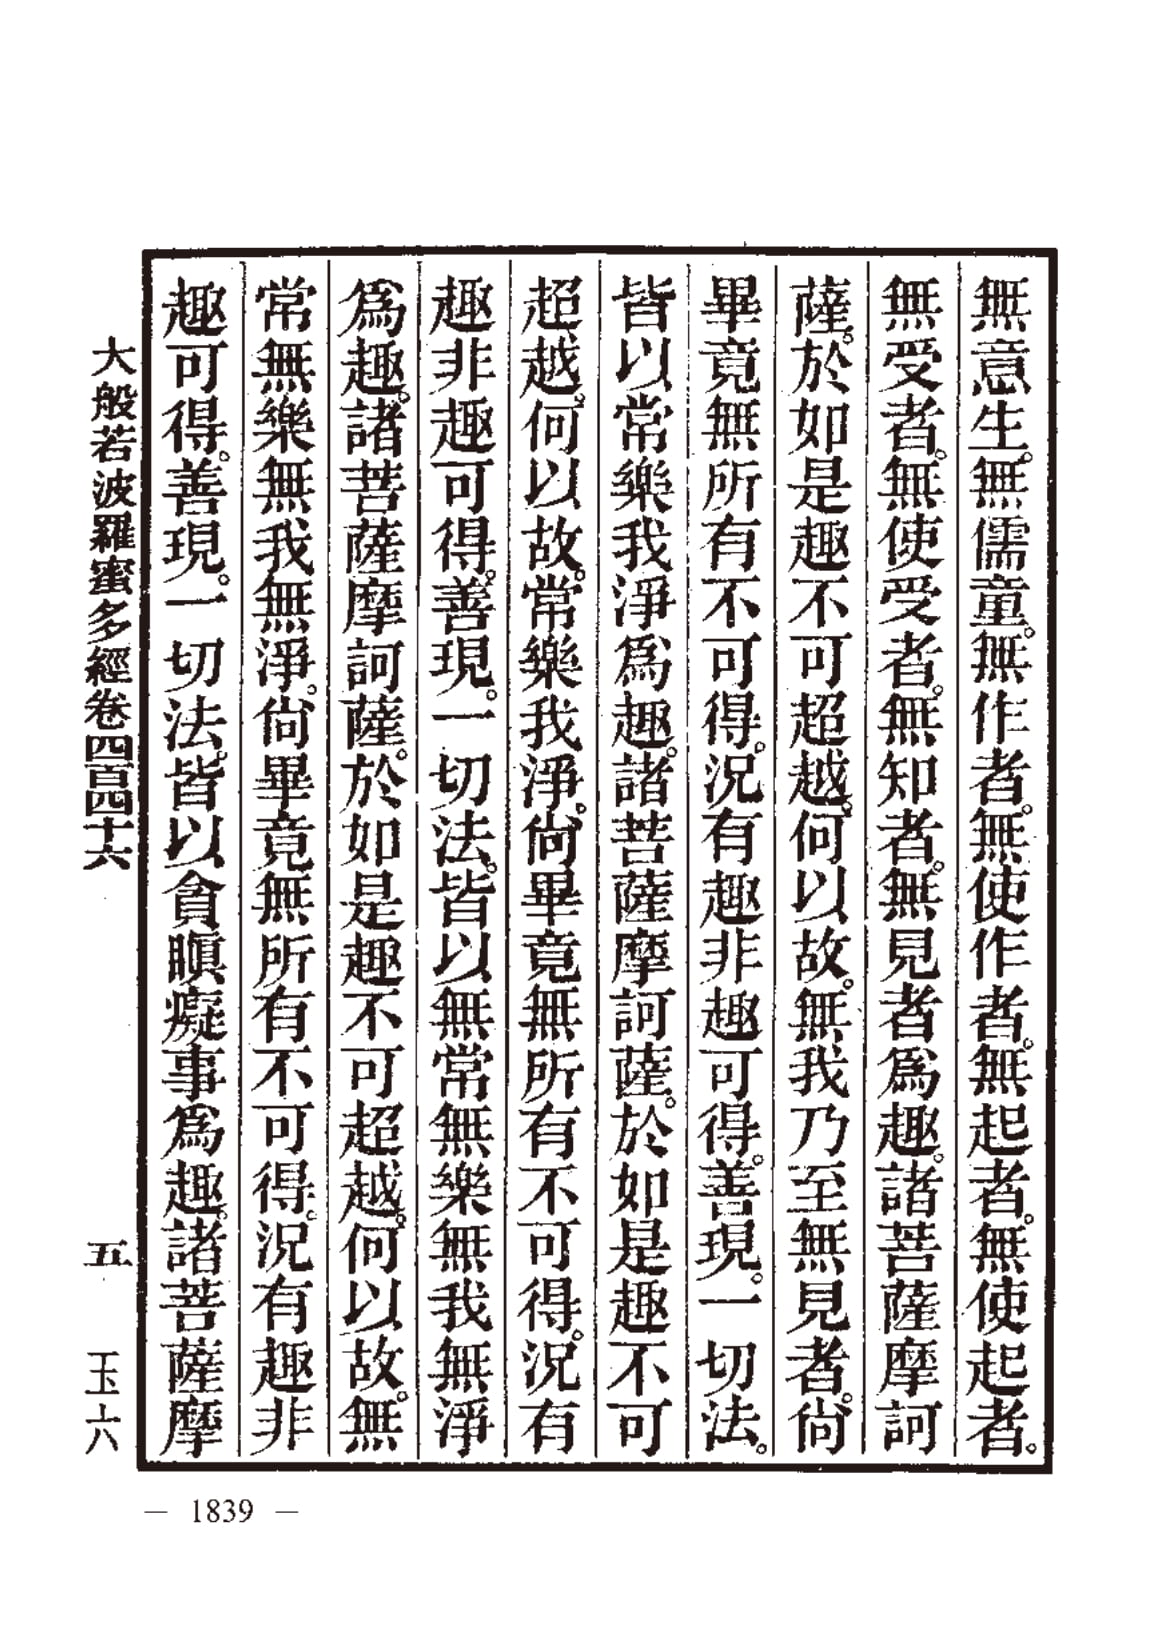 無意生。無儒童。無作者。無使作者。無起者。無使起者。
無受者。無使受者。無知者。無見者爲趣。諸菩薩摩訶
薩。於如是趣不可超越。何以故。無我乃至無見者。尙
畢竟無所有不可得。況有趣非趣可得。善現。一切法。
皆以常樂我淨爲趣。諸菩薩摩訶薩。於如是趣不可
超越。何以故。常樂我淨。尙畢竟無所有不可得。況有
趣非趣可得。善現。一切法。皆以無常無樂無我無淨
爲趣。諸菩薩摩訶薩。於如是趣不可超越。何以故。無
常無樂無我無淨。尙畢竟無所有不可得。況有趣非
趣可得。善現。一切法。皆以貪瞋癡事爲趣。諸菩薩摩
大般若波羅蜜多經卷四百四十六 五 玉六
— 1839 —